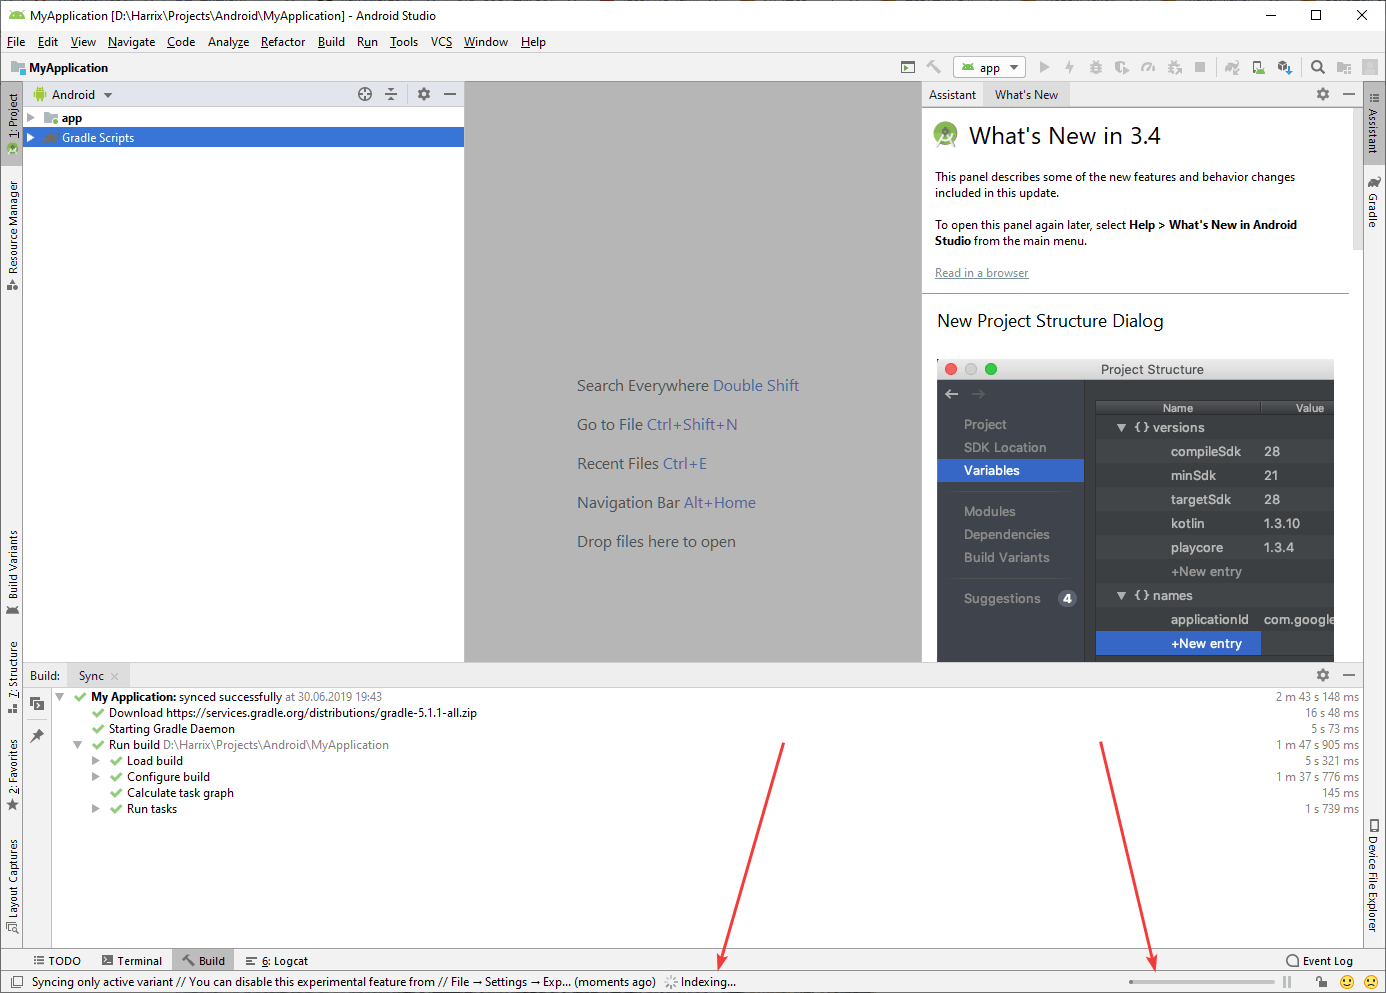 MyApplication [D:\Harrix\Projects\Android\MyApplication] - Android Studio
File Edit View Navigate Code Analyze Refactor Build Run Tools VCS Window Help
MyApplication
app
1: Project
Resource Manager
Build Variants
7: Structure
2: Favorites
Layout Captures
Android
app
Gradle Scripts
Search Everywhere Double Shift
Go to File Ctrl+Shift+N
Recent Files Ctrl+E
Navigation Bar Alt+Home
Drop files here to open
Assistant What's New
What's New in 3.4
This panel describes some of the new features and behavior changes
included in this update.
To open this panel again later, select Help > What's New in Android
Studio from the main menu.
Read in a browser
New Project Structure Dialog
Project Structure
Project
SDK Location
Variables
Modules
Dependencies
Build Variants
Suggestions 4
Name Value
{} versions
compileSdk 28
minSdk 21
targetSdk 28
kotlin 1.3.10
playcore 1.3.4
+New entry
{} names
applicationId com.google
+New entry
Assistant
Gradle
Device File Explorer
Build: Sync
My Application: synced successfully at 30.06.2019 19:43 2 m 43 s 148 ms
Download https://services.gradle.org/distributions/gradle-5.1.1-all.zip 16 s 48 ms
Starting Gradle Daemon 5 s 73 ms
Run build D:\Harrix\Projects\Android\MyApplication 1 m 47 s 905 ms
Load build 5 s 321 ms
Configure build 1 m 37 s 776 ms
Calculate task graph 145 ms
Run tasks 1 s 739 ms
TODO Terminal Build 6: Logcat Event Log
Syncing only active variant // You can disable this experimental feature from // File → Settings → Exp... (moments ago) Indexing...